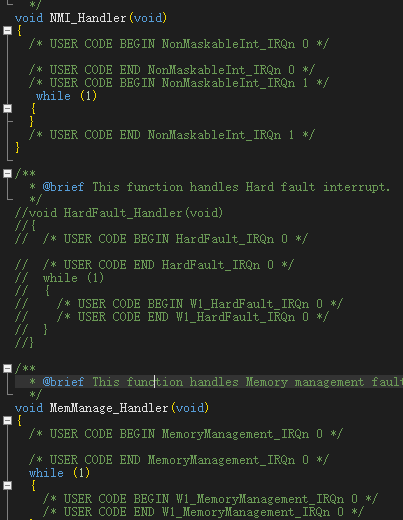 */
void NMI_Handler(void)
{
/* USER CODE BEGIN NonMaskableInt_IRQn 0 */
/* USER CODE END NonMaskableInt_IRQn 0 */
/* USER CODE BEGIN NonMaskableInt_IRQn 1 */
while (1)
{
}
/* USER CODE END NonMaskableInt_IRQn 1 */
}
/**
* @brief This function handles Hard fault interrupt.
*/
//void HardFault_Handler(void)
//{
// /* USER CODE BEGIN HardFault_IRQn 0 */
// /* USER CODE END HardFault_IRQn 0 */
// while (1)
// {
// /* USER CODE BEGIN W1_HardFault_IRQn 0 */
// /* USER CODE END W1_HardFault_IRQn 0 */
// }
//}
/**
* @brief This function handles Memory management fault
*/
void MemManage_Handler(void)
{
/* USER CODE BEGIN MemoryManagement_IRQn 0 */
/* USER CODE END MemoryManagement_IRQn 0 */
while (1)
{
/* USER CODE BEGIN W1_MemoryManagement_IRQn 0 */
/* USER CODE END W1_MemoryManagement_IRQn 0 */